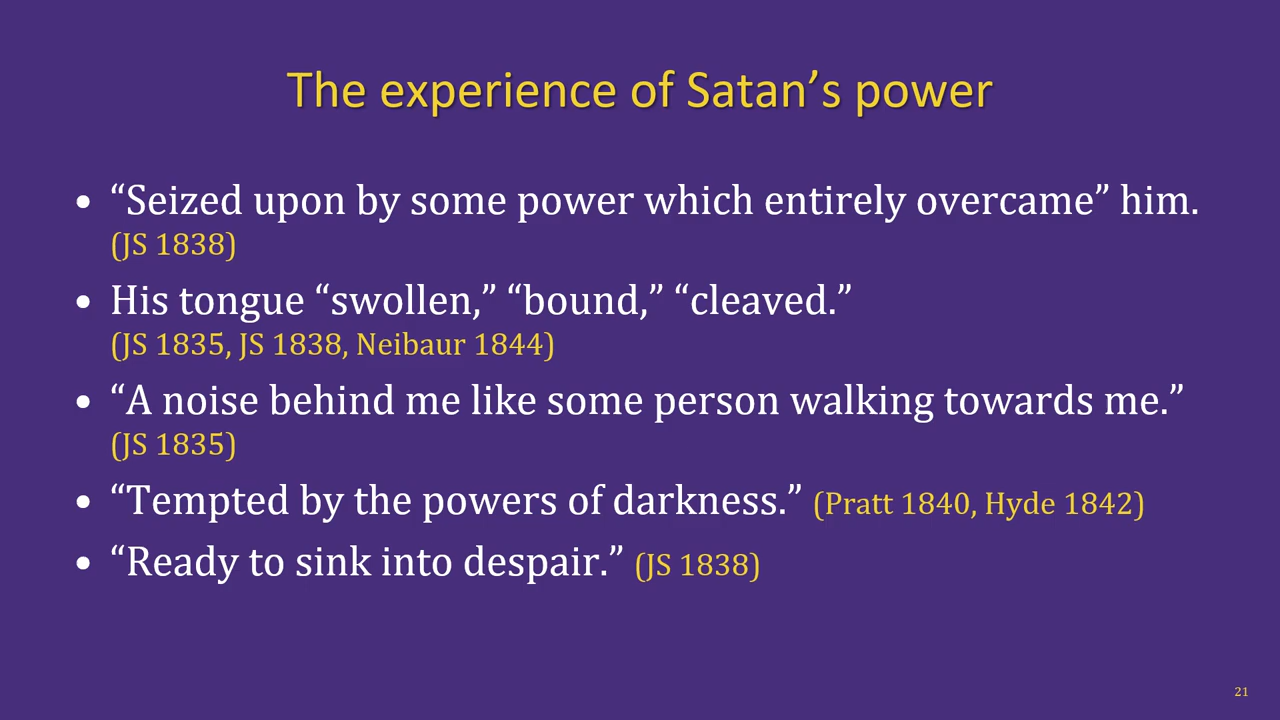 The experience of Satan’s power
• “Seized upon by some power which entirely overcame” him.
(JS 1838)
• His tongue “swollen,” “bound,” “cleaved.”
(JS 1835, JS 1838, Neibaur 1844)
• “A noise behind me like some person walking towards me.”
(JS 1835)
• “Tempted by the powers of darkness.” (Pratt 1840, Hyde 1842)
• “Ready to sink into despair.” (JS 1838)
21